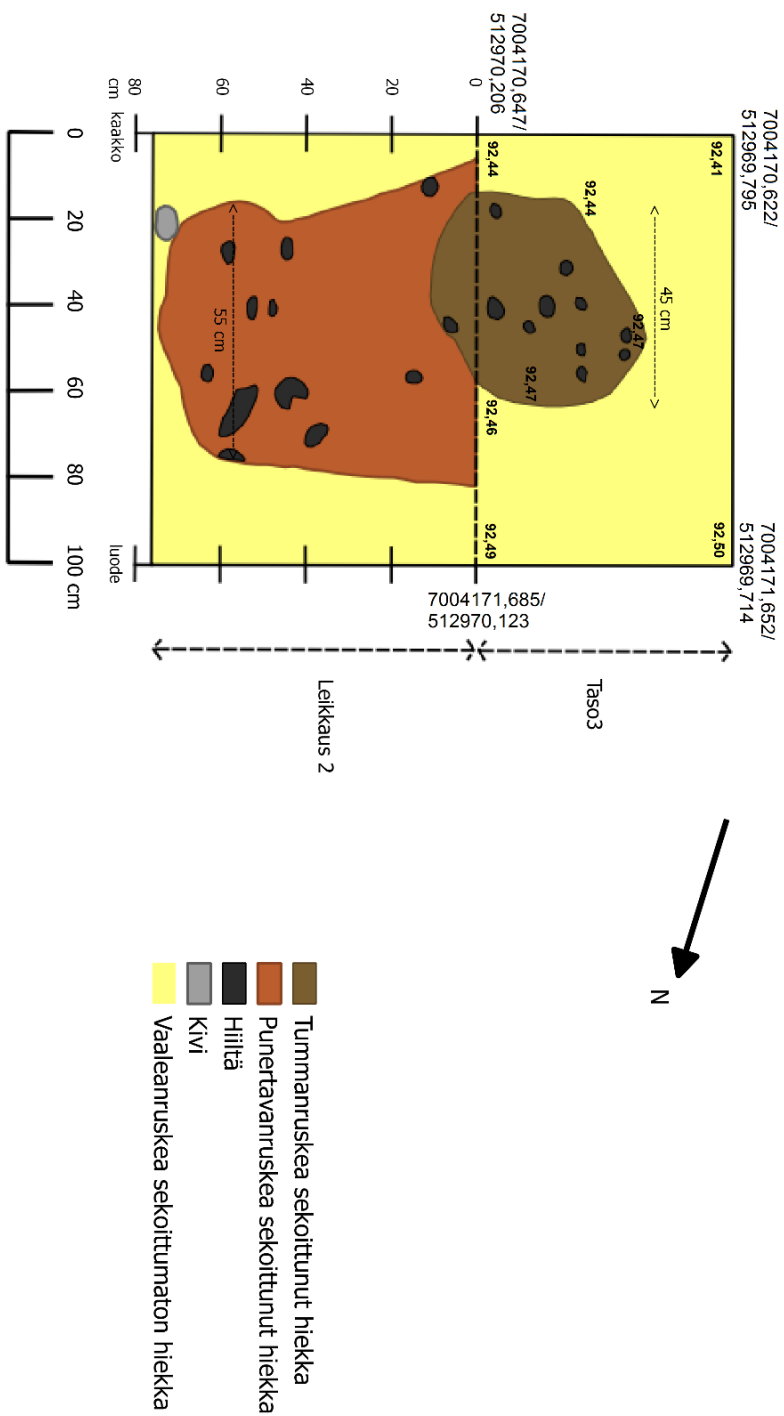 7004170,622/
512969,795
7004171,652/
512969,714
92,41
92,50
45 cm
92,44
92,47
92,47
Taso3
7004170,647/
512970,206
92,44
92,46
92,49
7004171,685/
512970,123
0
20
40
60
80
cm
kaakko
luode
55 cm
Leikkaus 2
0
20
40
60
80
100 cm
N
Tummanruskea sekoittunut hiekka
Punertavanruskea sekoittunut hiekka
Hiiltä
Kivi
Vaaleanruskea sekoittumaton hiekka